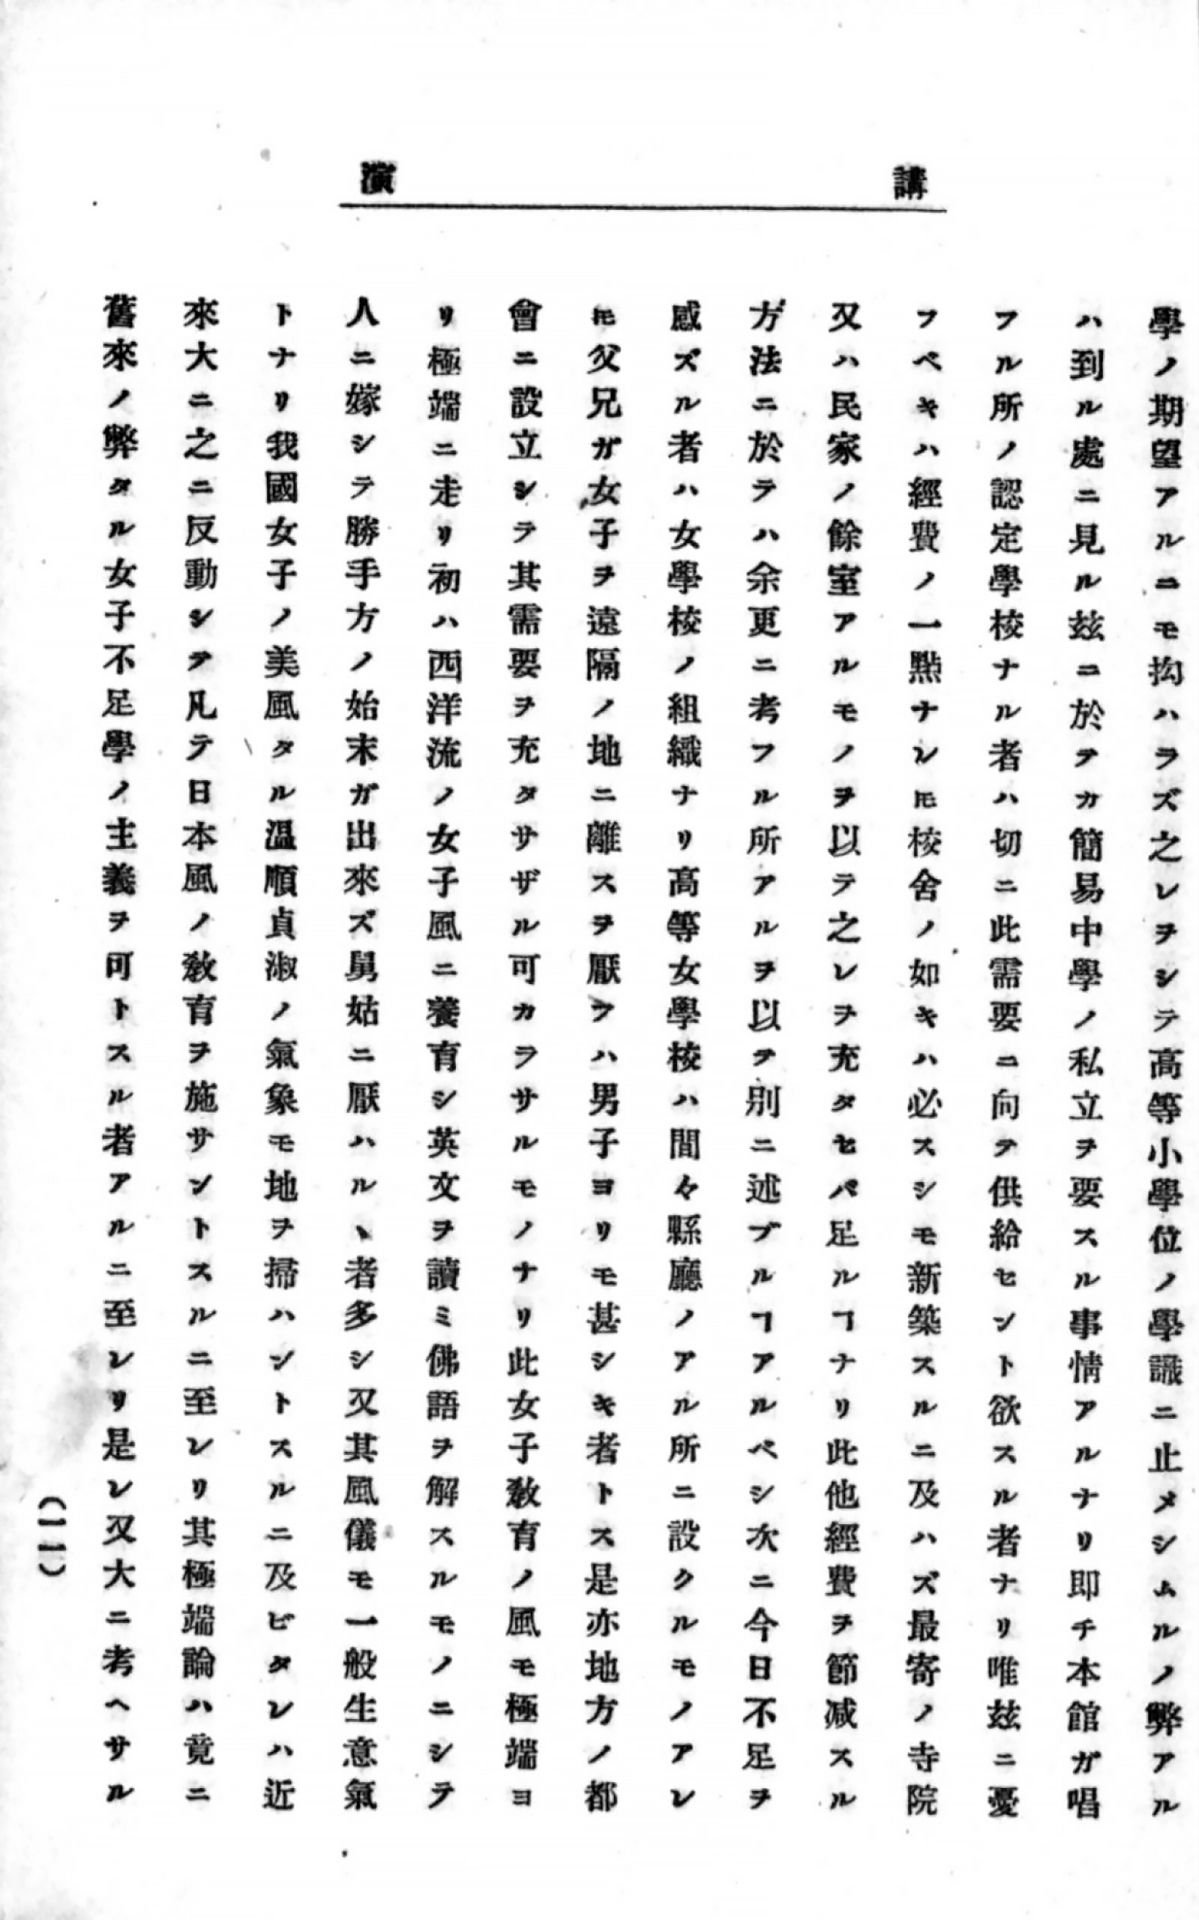 講演
學ノ期望アルニモ拘ハラズ之レヲシテ高等小學位ノ學識ニ止メシムルノ弊アル
ハ到ル處ニ見ル玆ニ於テカ簡易中學ノ私立ヲ要スル事情アルナリ即チ本館ガ唱
フル所ノ認定學校ナル者ハ切ニ此需要ニ向テ供給セント欲スル者ナリ唯玆ニ憂
フベキハ經費ノ一點ナレㇳモ校舍ノ如キハ必スシモ新築スルニ及ハズ最寄ノ寺院
又ハ民家ノ餘室アルモノヲ以テ之レヲ充タセバ足ルヿナリ此他經費ヲ節减スル
方法ニ於テハ余更ニ考フル所アルヲ以テ別ニ述ブルヿアルベシ次ニ今日不足ヲ
感ズル者ハ女學校ノ組織ナリ高等女學校ハ間々縣廳ノアル所ニ設クルモノアレ
𪜈父兄ガ女子ヲ遠隔ノ地ニ離スヲ厭フハ男子ヨリモ甚シキ者トス是亦地方ノ都
會ニ設立シテ其需要ヲ充タサザル可カラサルモノナリ此女子敎育ノ風モ極端ヨ
リ極端ニ走リ初ハ西洋流ノ女子風ニ養育シ英文ヲ讀ミ佛語ヲ解スルモノニシテ
人ニ嫁シテ勝手方ノ始末ガ出來ズ舅姑ニ厭ハルヽ者多シ又其風儀モ一般生意氣
トナリ我國女子ノ美風タル溫順貞淑ノ氣象モ地ヲ掃ハントスルニ及ビタレハ近
來大ニ之ニ反動シテ凡テ日本風ノ敎育ヲ施サントスルニ至レリ其極端論ハ竟ニ
舊來ノ弊タル女子不足學ノ主義ヲ可トスル者アルニ至レリ是レ又大ニ考ヘサル
(一一)